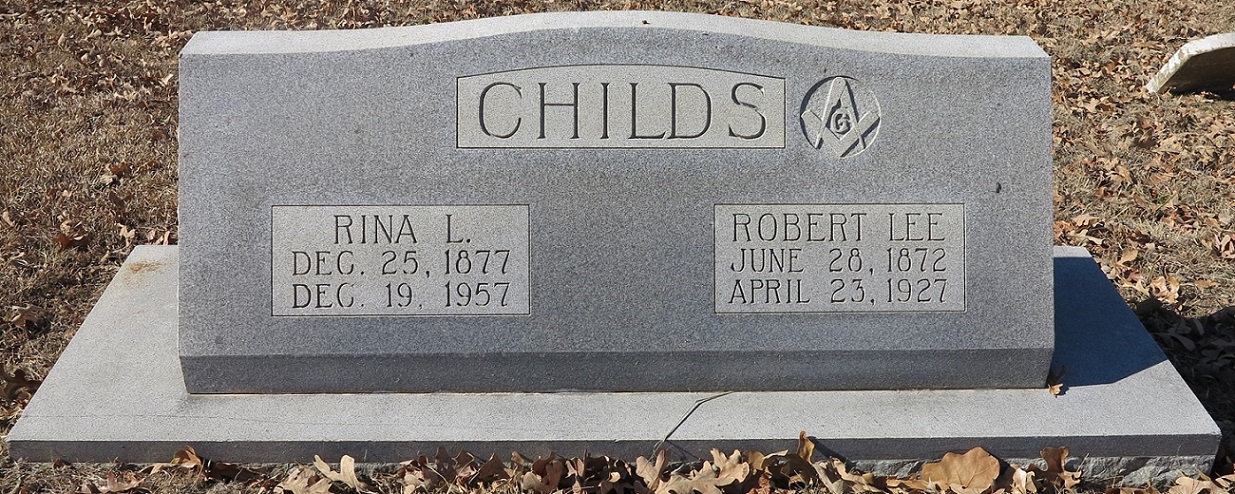 CHILDS
G
RINA L.
DEC. 25, 1877
DEC. 19, 1957
ROBERT LEE
JUNE 28, 1872
APRIL 23, 1927